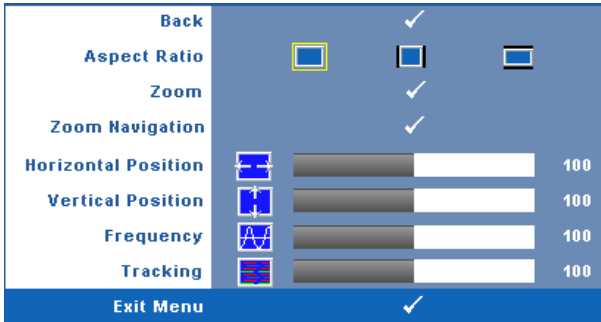 Back
Aspect Ratio
Zoom
Zoom Navigation
Horizontal Position 100
Vertical Position 100
Frequency 100
Tracking 100
Exit Menu